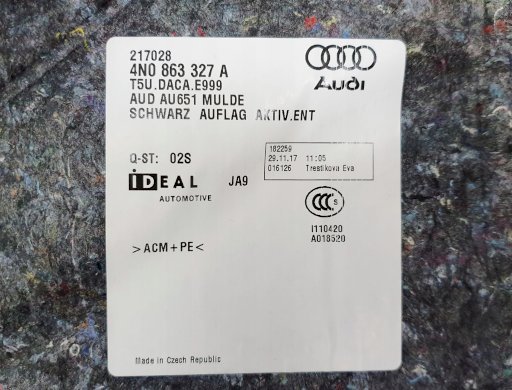 217028
4N0 863 327 A
T5U.DACA.E999
AUD AU651 MULDE
SCHWARZ AUFLAG AKTIV.ENT
Audi
Q-ST: 02S
182259
29.11.17 11:05
016126 Trestikova Eva
IDEAL JA9
AUTOMOTIVE
CCC S
I110420
A018520
>ACM+PE<
Made in Czech Republic